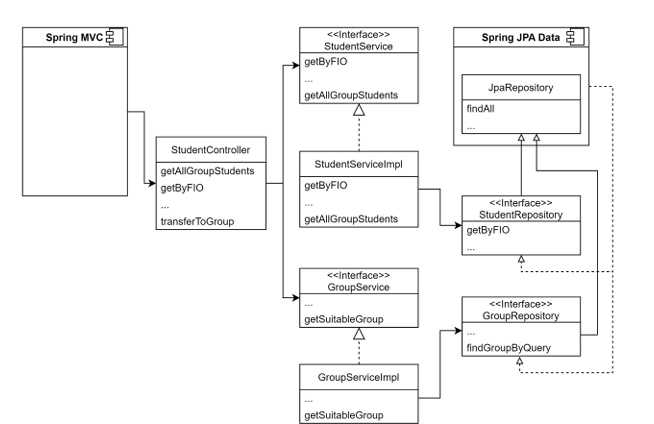 Spring MVC
StudentController
getAllGroupStudents
getByFIO
...
transferToGroup
<<Interface>>
StudentService
getByFIO
...
getAllGroupStudents
StudentServiceImpl
getByFIO
...
getAllGroupStudents
<<Interface>>
GroupService
...
getSuitableGroup
GroupServiceImpl
...
getSuitableGroup
Spring JPA Data
JpaRepository
findAll
...
<<Interface>>
StudentRepository
getByFIO
...
<<Interface>>
GroupRepository
...
findGroupByQuery